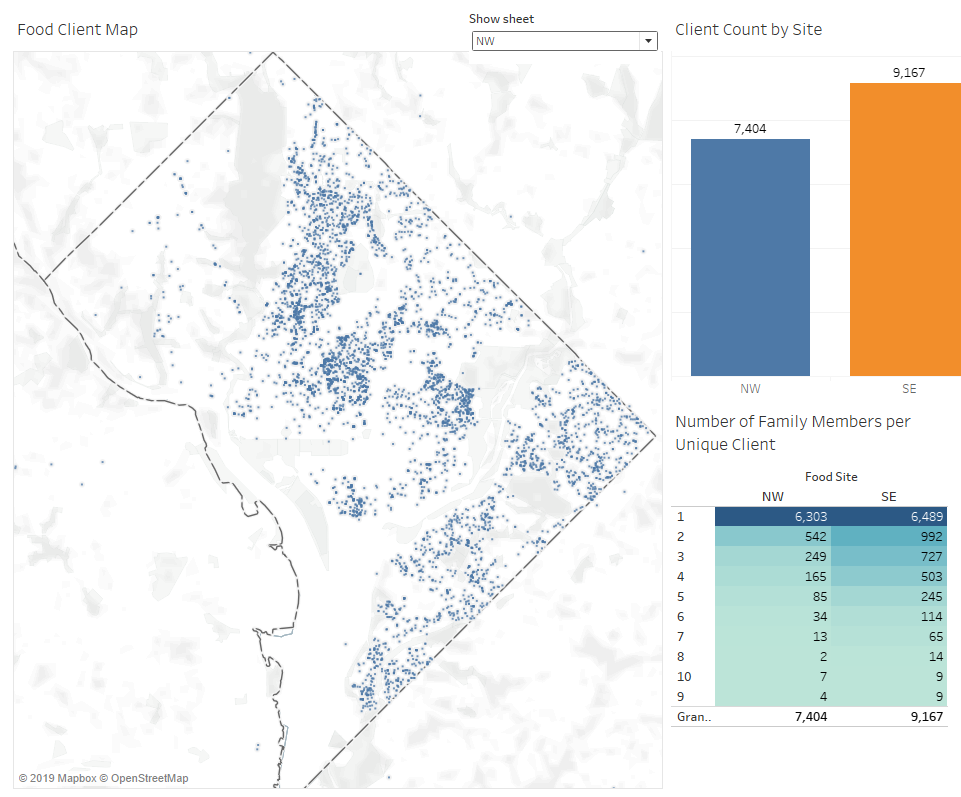 Food Client Map
Show sheet
NW
© 2019 Mapbox © OpenStreetMap
Client Count by Site
7,404
9,167
NW
SE
Number of Family Members per
Unique Client
Food Site
NW SE
1 6,303 6,489
2 542 992
3 249 727
4 165 503
5 85 245
6 34 114
7 13 65
8 2 14
10 7 9
9 4 9
Gran.. 7,404 9,167